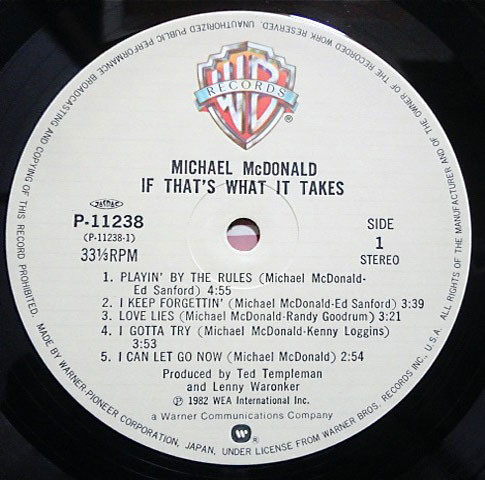 WB
RECORDS
®
MICHAEL McDONALD
IF THAT'S WHAT IT TAKES
P-11238
(P-11238-1)
33⅓RPM
SIDE
1
STEREO
1. PLAYIN' BY THE RULES (Michael McDonald-
Ed Sanford) 4:55
2. I KEEP FORGETTIN' (Michael McDonald-Ed Sanford) 3:39
3. LOVE LIES (Michael McDonald-Randy Goodrum) 3:21
4. I GOTTA TRY (Michael McDonald-Kenny Loggins)
3:53
5. I CAN LET GO NOW (Michael McDonald) 2:54
Produced by Ted Templeman
and Lenny Waronker
Ⓟ 1982 WEA International Inc.
a Warner Communications Company
®
MADE BY WARNER-PIONEER CORPORATION, JAPAN, UNDER LICENSE FROM WARNER BROS. RECORDS INC., U.S.A. ALL RIGHTS OF THE MANUFACTURER AND OF THE OWNER OF THE RECORDED WORK RESERVED. UNAUTHORIZED PUBLIC PERFORMANCE BROADCASTING AND COPYING OF THIS RECORD PROHIBITED.